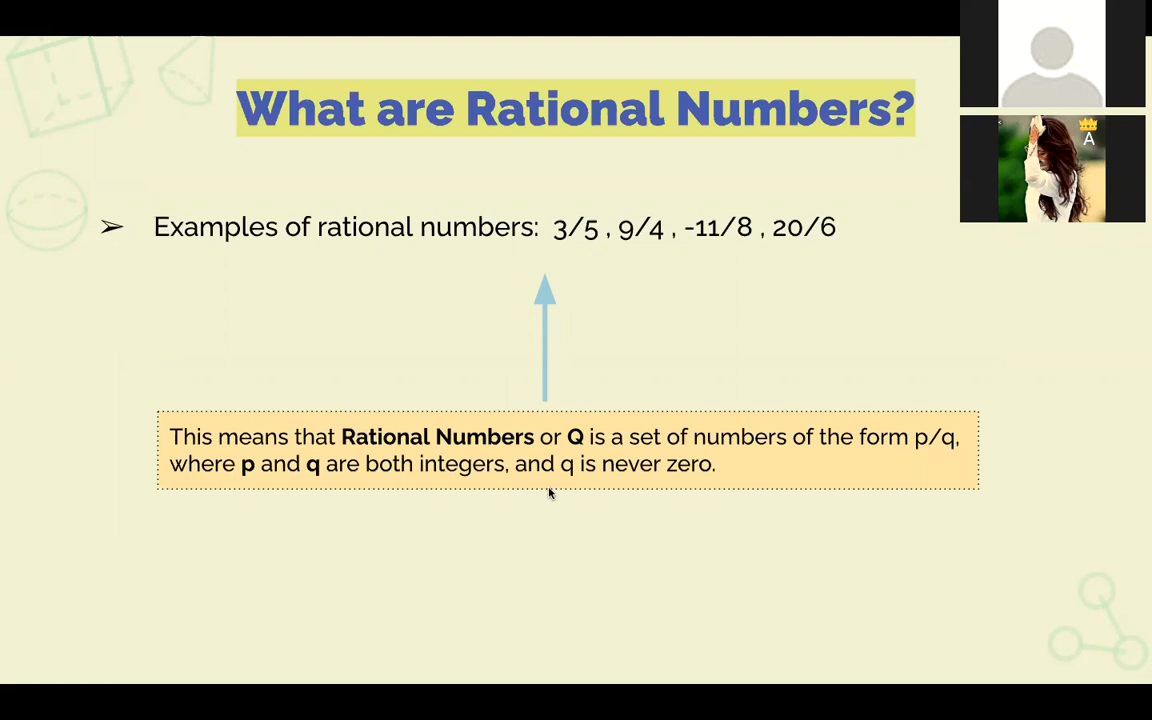 What are Rational Numbers?
➢ Examples of rational numbers: 3/5 , 9/4 , -11/8 , 20/6
This means that Rational Numbers or Q is a set of numbers of the form p/q,
where p and q are both integers, and q is never zero.
A